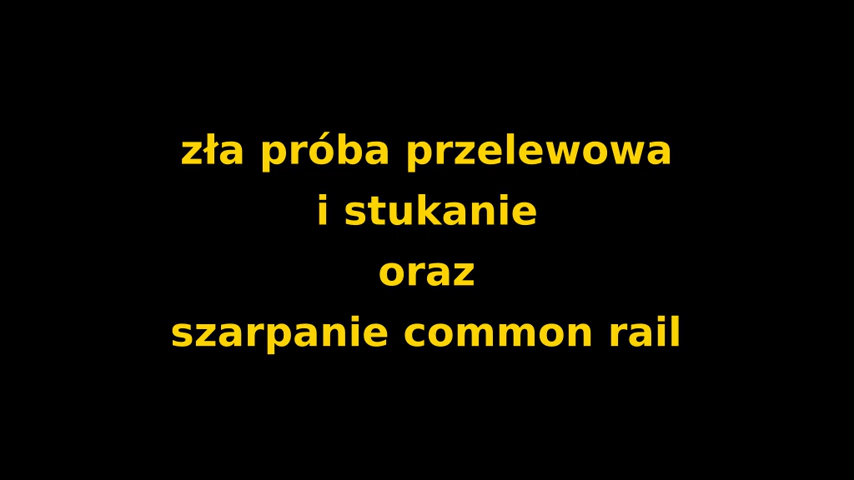 zła próba przelewowa
i stukanie
oraz
szarpanie common rail